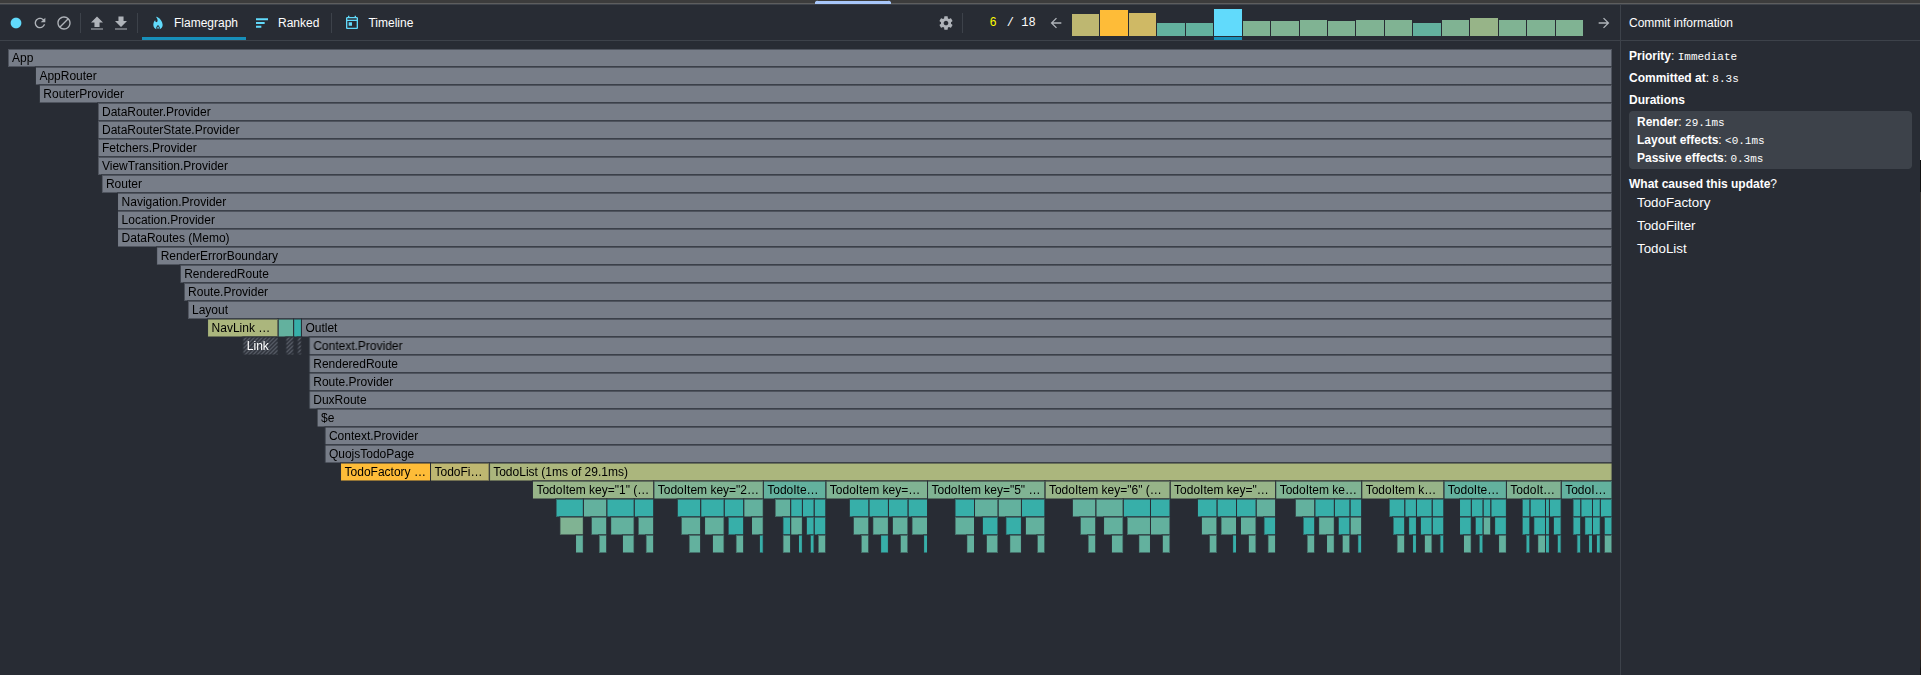 Flamegraph Ranked Timeline 6 / 18 Commit information
App
AppRouter
RouterProvider
DataRouter.Provider
DataRouterState.Provider
Fetchers.Provider
ViewTransition.Provider
Router
Navigation.Provider
Location.Provider
DataRoutes (Memo)
RenderErrorBoundary
RenderedRoute
Route.Provider
Layout
NavLink … Outlet
Link Context.Provider
RenderedRoute
Route.Provider
DuxRoute
$e
Context.Provider
QuojsTodoPage
TodoFactory … TodoFi… TodoList (1ms of 29.1ms)
TodoItem key="1" (… TodoItem key="2… TodoIte… TodoItem key=… TodoItem key="5" … TodoItem key="6" (… TodoItem key="… TodoItem ke… TodoItem k… TodoIte… TodoIt… TodoI…
Priority: Immediate
Committed at: 8.3s
Durations
Render: 29.1ms
Layout effects: <0.1ms
Passive effects: 0.3ms
What caused this update?
TodoFactory
TodoFilter
TodoList